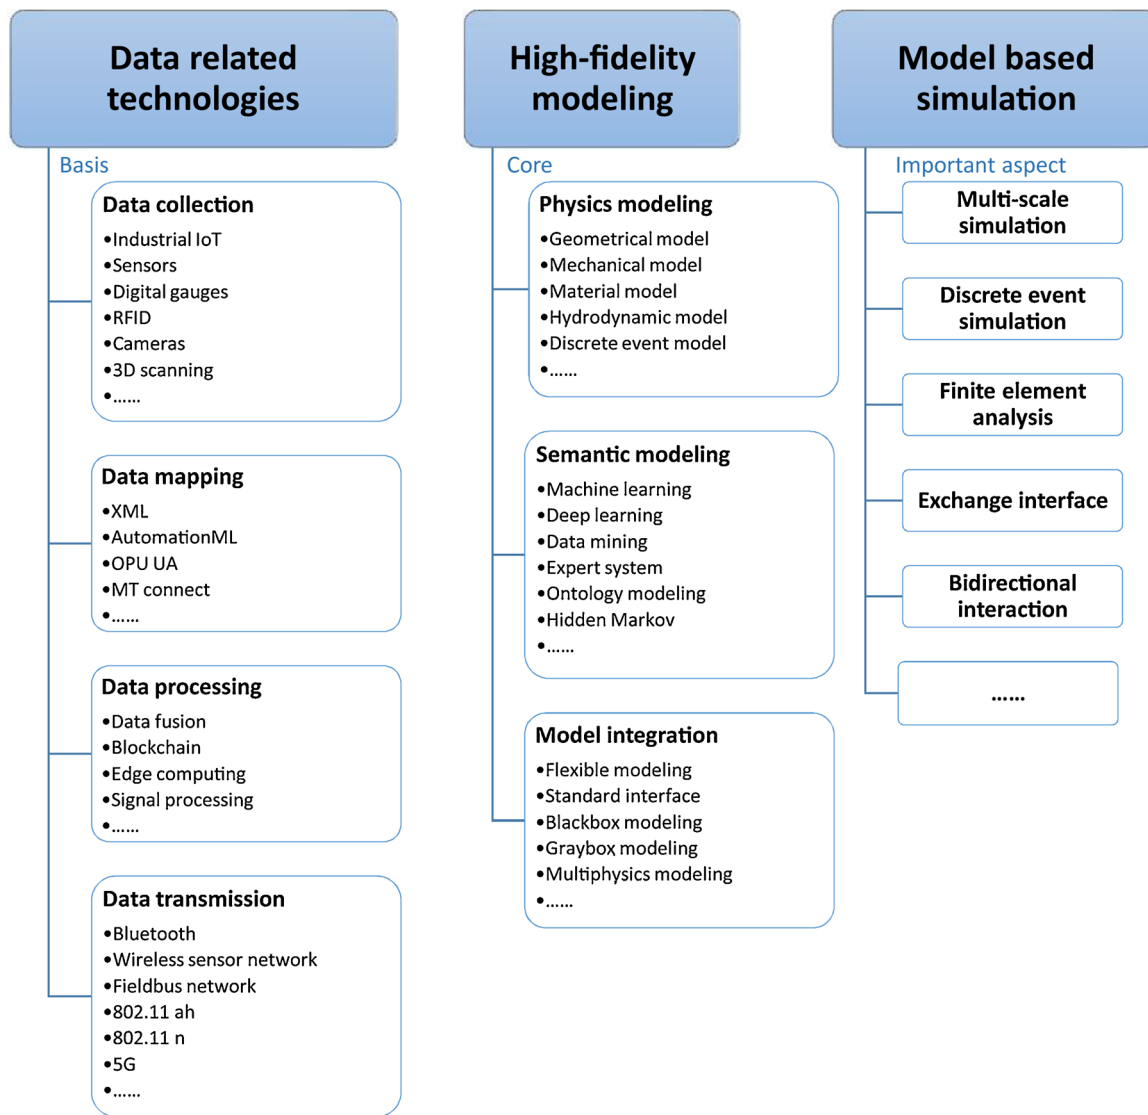 Data related
technologies
Basis
Data collection
•Industrial IoT
•Sensors
•Digital gauges
•RFID
•Cameras
•3D scanning
•……
Data mapping
•XML
•AutomationML
•OPU UA
•MT connect
•……
Data processing
•Data fusion
•Blockchain
•Edge computing
•Signal processing
•……
Data transmission
•Bluetooth
•Wireless sensor network
•Fieldbus network
•802.11 ah
•802.11 n
•5G
•……
High-fidelity
modeling
Core
Physics modeling
•Geometrical model
•Mechanical model
•Material model
•Hydrodynamic model
•Discrete event model
•……
Semantic modeling
•Machine learning
•Deep learning
•Data mining
•Expert system
•Ontology modeling
•Hidden Markov
•……
Model integration
•Flexible modeling
•Standard interface
•Blackbox modeling
•Graybox modeling
•Multiphysics modeling
•……
Model based
simulation
Important aspect
Multi-scale
simulation
Discrete event
simulation
Finite element
analysis
Exchange interface
Bidirectional
interaction
……